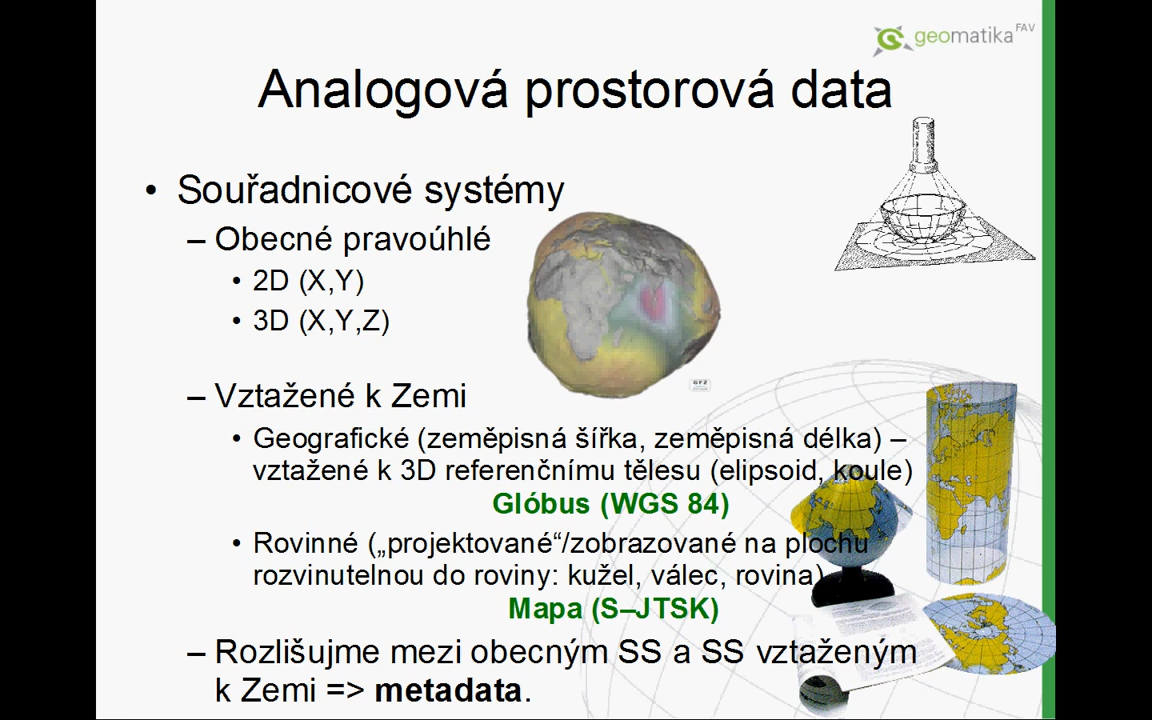 geomatika FAV
Analogová prostorová data
• Souřadnicové systémy
– Obecné pravoúhlé
• 2D (X,Y)
• 3D (X,Y,Z)
GFZ
– Vztažené k Zemi
• Geografické (zeměpisná šířka, zeměpisná délka) –
vztažené k 3D referenčnímu tělesu (elipsoid, koule)
Glóbus (WGS 84)
• Rovinné („projektované“/zobrazované na plochu
rozvinutelnou do roviny: kužel, válec, rovina)
Mapa (S–JTSK)
– Rozlišujme mezi obecným SS a SS vztaženým
k Zemi => metadata.